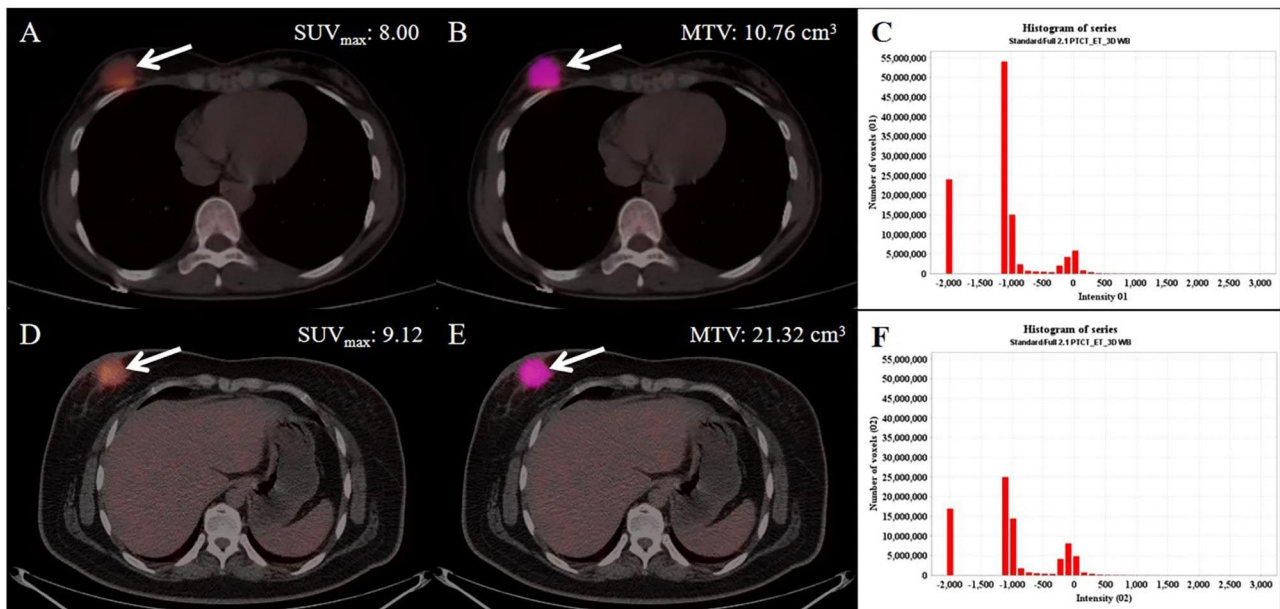 A
SUVmax: 8.00
B
MTV: 10.76 cm³
C
Histogram of series
Standard/Full 2.1 PTCT_ET_3D WB
55,000,000
50,000,000
45,000,000
40,000,000
35,000,000
30,000,000
25,000,000
20,000,000
15,000,000
10,000,000
5,000,000
0
Number of voxels (01)
-2,000 -1,500 -1,000 -500 0 500 1,000 1,500 2,000 2,500 3,000
Intensity 01
D
SUVmax: 9.12
E
MTV: 21.32 cm³
F
Histogram of series
Standard/Full 2.1 PTCT_ET_3D WB
55,000,000
50,000,000
45,000,000
40,000,000
35,000,000
30,000,000
25,000,000
20,000,000
15,000,000
10,000,000
5,000,000
0
Number of voxels (02)
-2,000 -1,500 -1,000 -500 0 500 1,000 1,500 2,000 2,500 3,000
Intensity (02)